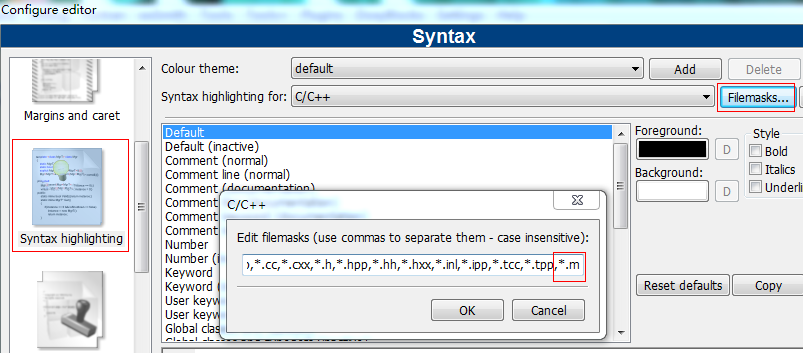 Configure editor
Syntax
Margins and caret
Syntax highlighting
Colour theme:
default
Add
Delete
Syntax highlighting for:
C/C++
Filemasks...
Default
Default (inactive)
Comment (normal)
Comment line (normal)
Comment (documentation)
Comment
Comment
Number
Number (i
Keyword
Keyword (
User keyw
User keyw
Global clas
Foreground:
D
Background:
D
Style
Bold
Italics
Underli
Reset defaults
Copy
C/C++
Edit filemasks (use commas to separate them - case insensitive):
,*.cc,*.cxx,*.h,*.hpp,*.hh,*.hxx,*.inl,*.ipp,*.tcc,*.tpp,*.m
OK
Cancel